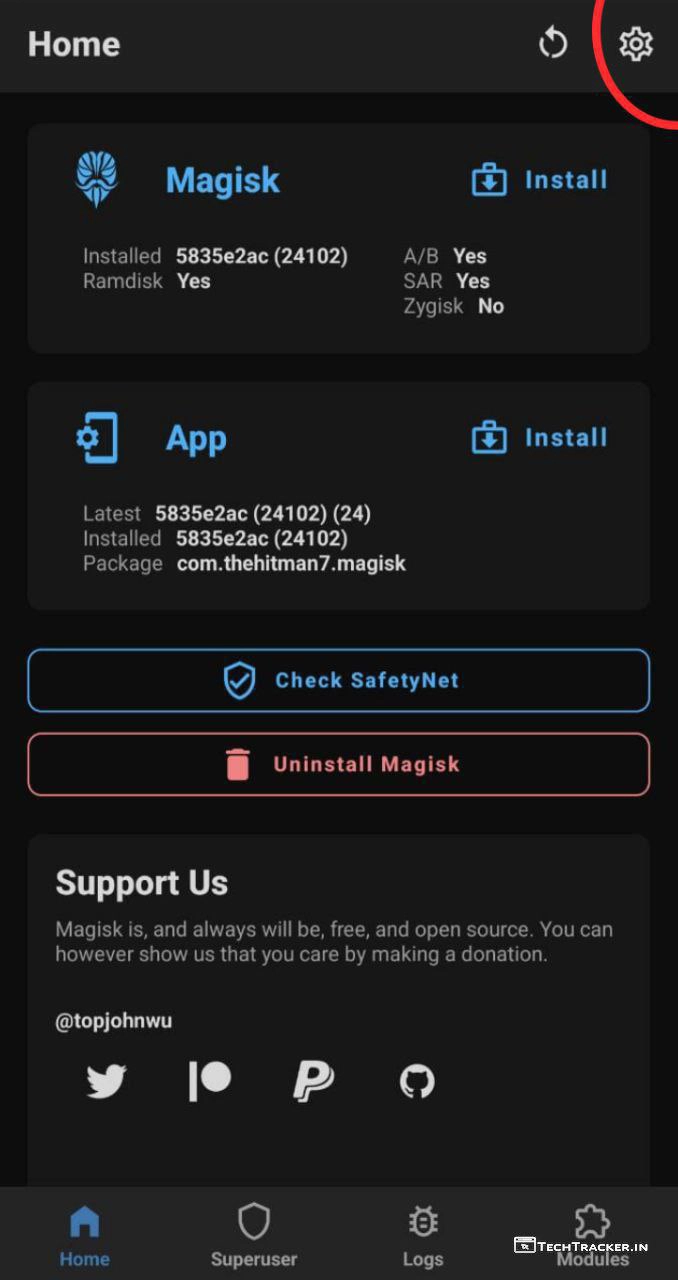 Home
Magisk
Install
Installed 5835e2ac (24102)
A/B Yes
Ramdisk Yes
SAR Yes
Zygisk No
App
Install
Latest 5835e2ac (24102) (24)
Installed 5835e2ac (24102)
Package com.thehitman7.magisk
Check SafetyNet
Uninstall Magisk
Support Us
Magisk is, and always will be, free, and open source. You can
however show us that you care by making a donation.
@topjohnwu
TECHTRACKER.IN
Home Superuser Logs Modules